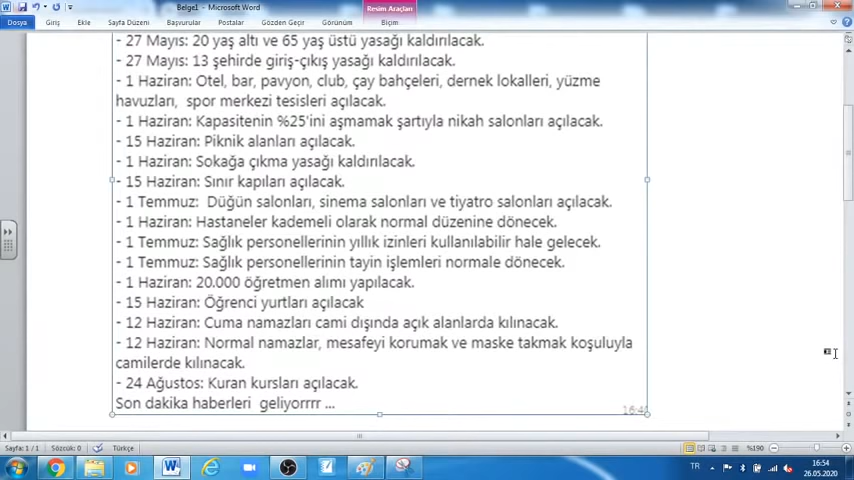 Belge1 - Microsoft Word
Resim Araçları
Dosya Giriş Ekle Sayfa Düzeni Başvurular Postalar Gözden Geçir Görünüm Biçim
- 27 Mayıs: 20 yaş altı ve 65 yaş üstü yasağı kaldırılacak.
- 27 Mayıs: 13 şehirde giriş-çıkış yasağı kaldırılacak.
- 1 Haziran: Otel, bar, pavyon, club, çay bahçeleri, dernek lokalleri, yüzme
havuzları, spor merkezi tesisleri açılacak.
- 1 Haziran: Kapasitenin %25'ini aşmamak şartıyla nikah salonları açılacak.
- 15 Haziran: Piknik alanları açılacak.
- 1 Haziran: Sokağa çıkma yasağı kaldırılacak.
- 15 Haziran: Sınır kapıları açılacak.
- 1 Temmuz: Düğün salonları, sinema salonları ve tiyatro salonları açılacak.
- 1 Haziran: Hastaneler kademeli olarak normal düzenine dönecek.
- 1 Temmuz: Sağlık personellerinin yıllık izinleri kullanılabilir hale gelecek.
- 1 Temmuz: Sağlık personellerinin tayin işlemleri normale dönecek.
- 1 Haziran: 20.000 öğretmen alımı yapılacak.
- 15 Haziran: Öğrenci yurtları açılacak
- 12 Haziran: Cuma namazları cami dışında açık alanlarda kılınacak.
- 12 Haziran: Normal namazlar, mesafeyi korumak ve maske takmak koşuluyla
camilerde kılınacak.
- 24 Ağustos: Kuran kursları açılacak.
Son dakika haberleri geliyorrrr ...
Sayfa: 1 / 1 Sözcük: 0 Türkçe %190
TR 16:54
26.05.2020